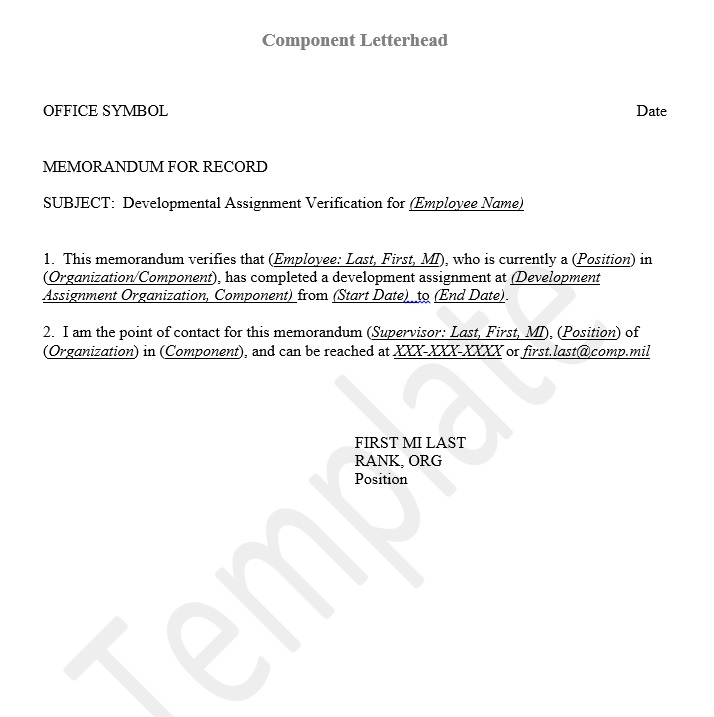 Component Letterhead
OFFICE SYMBOL Date
MEMORANDUM FOR RECORD
SUBJECT:  Developmental Assignment Verification for (Employee Name)
1.  This memorandum verifies that (Employee: Last, First, MI), who is currently a (Position) in
(Organization/Component), has completed a development assignment at (Development
Assignment Organization, Component) from (Start Date)  to (End Date).
2.  I am the point of contact for this memorandum (Supervisor: Last, First, MI), (Position) of
(Organization) in (Component), and can be reached at XXX-XXX-XXXX or first.last@comp.mil
FIRST MI LAST
RANK, ORG
Position
Template